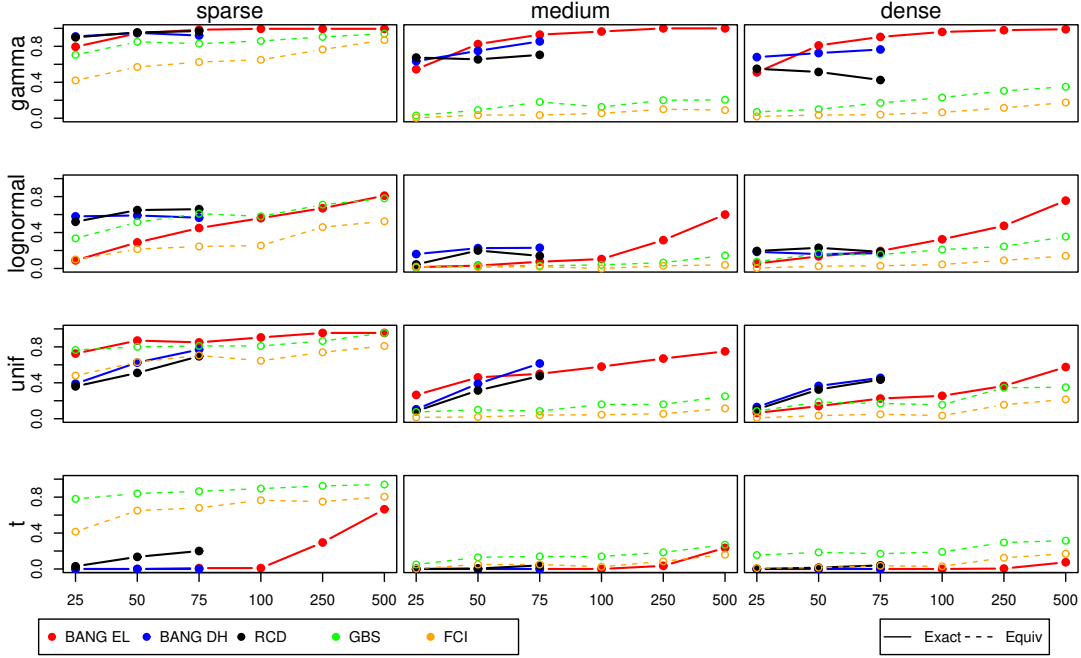 sparse medium dense
gamma
0.0 0.4 0.8
lognormal
0.0 0.4 0.8
unif
0.0 0.4 0.8
t
0.0 0.4 0.8
25 50 75 100 250 500 25 50 75 100 250 500 25 50 75 100 250 500
BANG EL BANG DH RCD GBS FCI Exact Equiv